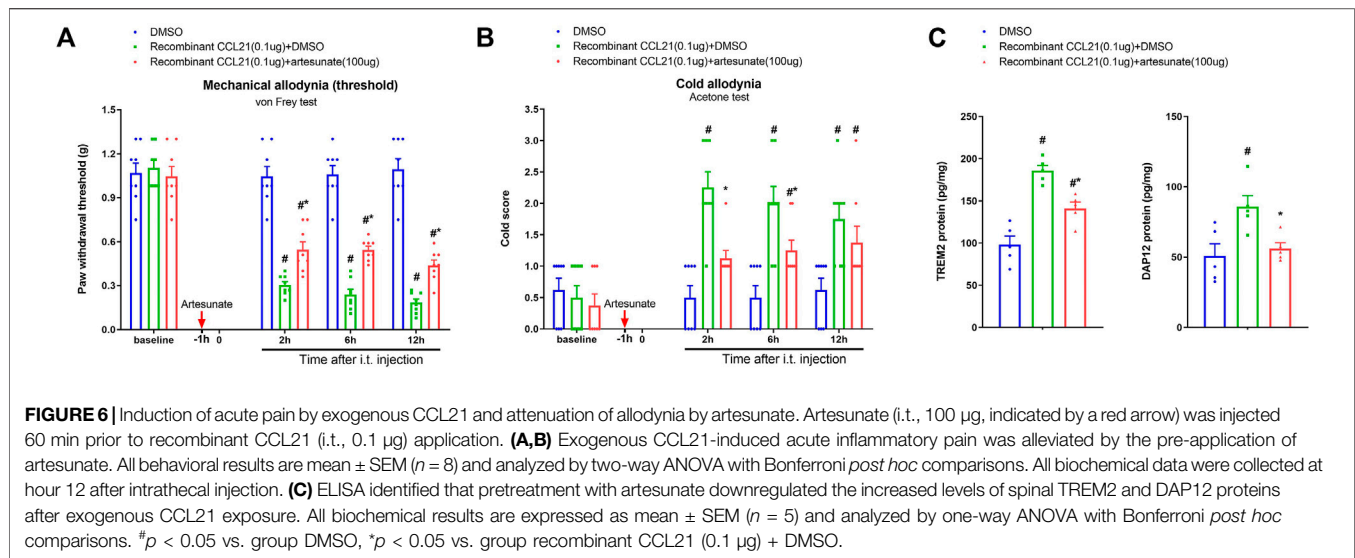 A
DMSO
Recombinant CCL21(0.1ug)+DMSO
Recombinant CCL21(0.1ug)+artesunate(100ug)
Mechanical allodynia (threshold)
von Frey test
Paw withdrawal threshold (g)
1.5
1.2
0.9
0.6
0.3
0.0
Artesunate
# #* # #* # #*
baseline -1h 0 2h 6h 12h
Time after i.t. injection
B
DMSO
Recombinant CCL21(0.1ug)+DMSO
Recombinant CCL21(0.1ug)+artesunate(100ug)
Cold allodynia
Acetone test
Cold score
3.5
3.0
2.5
2.0
1.5
1.0
0.5
0.0
Artesunate
# * # #* # #
baseline -1h 0 2h 6h 12h
Time after i.t. injection
C
DMSO
Recombinant CCL21(0.1ug)+DMSO
Recombinant CCL21(0.1ug)+artesunate(100ug)
TREM2 protein (pg/mg)
250
200
150
100
50
0
# #*
DAP12 protein (pg/mg)
150
100
50
0
# *
FIGURE 6 | Induction of acute pain by exogenous CCL21 and attenuation of allodynia by artesunate. Artesunate (i.t., 100 µg, indicated by a red arrow) was injected
60 min prior to recombinant CCL21 (i.t., 0.1 µg) application. (A,B) Exogenous CCL21-induced acute inflammatory pain was alleviated by the pre-application of
artesunate. All behavioral results are mean ± SEM (n = 8) and analyzed by two-way ANOVA with Bonferroni post hoc comparisons. All biochemical data were collected at
hour 12 after intrathecal injection. (C) ELISA identified that pretreatment with artesunate downregulated the increased levels of spinal TREM2 and DAP12 proteins
after exogenous CCL21 exposure. All biochemical results are expressed as mean ± SEM (n = 5) and analyzed by one-way ANOVA with Bonferroni post hoc
comparisons. #p < 0.05 vs. group DMSO, *p < 0.05 vs. group recombinant CCL21 (0.1 µg) + DMSO.